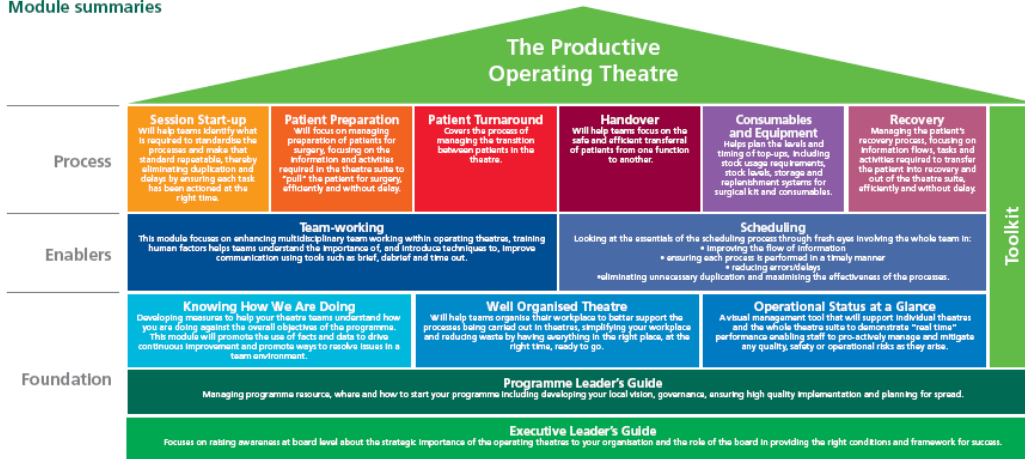 Module summaries
The Productive
Operating Theatre
Process
Session Start-up
Will help teams identify what
is required to standardise the
processes and make that
standard repeatable, thereby
eliminating duplication and
delays by ensuring each task
has been actioned at the
right time.
Patient Preparation
Will focus on managing
preparation of patients for
surgery, focusing on the
information and activities
required in the theatre suite to
"pull" the patient for surgery,
efficiently and without delay.
Patient Turnaround
Covers the process of
managing the transition
between patients in the
theatre.
Handover
Will help teams focus on the
safe and efficient transferral
of patients from one function
to another.
Consumables
and Equipment
Helps plan the levels and
timing of top-ups, including
stock usage requirements,
stock levels, storage and
replenishment systems for
surgical kit and consumables.
Recovery
Managing the patient's
recovery process, focusing on
information flows, tasks and
activities required to transfer
the patient into recovery and
out of the theatre suite,
efficiently and without delay.
Toolkit
Enablers
Team-working
This module focuses on enhancing multidisciplinary team working within operating theatres, training
human factors helps teams understand the importance of, and introduce techniques to, improve
communication using tools such as brief, debrief and time out.
Scheduling
Looking at the essentials of the scheduling process through fresh eyes involving the whole team in:
• improving the flow of information
• ensuring each process is performed in a timely manner
• reducing errors/delays
•eliminating unnecessary duplication and maximising the effectiveness of the processes.
Foundation
Knowing How We Are Doing
Developing measures to help your theatre teams understand how
you are doing against the overall objectives of the programme.
This module will promote the use of facts and data to drive
continuous improvement and promote ways to resolve issues in a
team environment.
Well Organised Theatre
Will help teams organise their workplace to better support the
processes being carried out in theatres, simplifying your workplace
and reducing waste by having everything in the right place, at
the right time, ready to go.
Operational Status at a Glance
A visual management tool that will support individual theatres
and the whole theatre suite to demonstrate "real time"
performance enabling staff to pro-actively manage and mitigate
any quality, safety or operational risks as they arise.
Programme Leader's Guide
Managing programme resource, where and how to start your programme including developing your local vision, governance, ensuring high quality implementation and planning for spread.
Executive Leader's Guide
Focuses on raising awareness at board level about the strategic importance of the operating theatres to your organisation and the role of the board in providing the right conditions and framework for success.